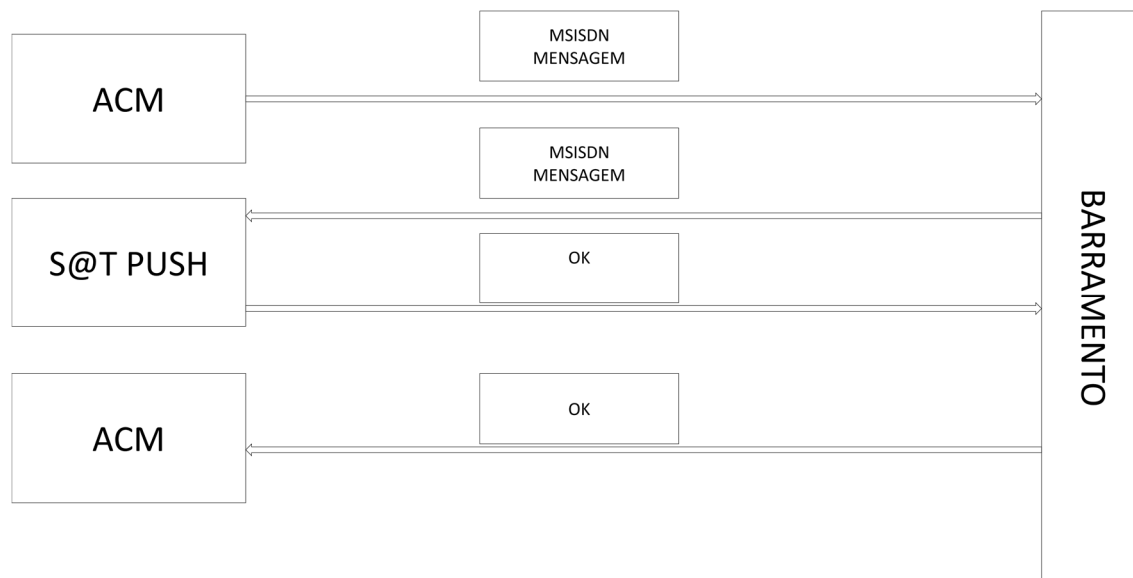 MSISDN
MENSAGEM
ACM
MSISDN
MENSAGEM
S@T PUSH
OK
ACM
OK
BARRAMENTO